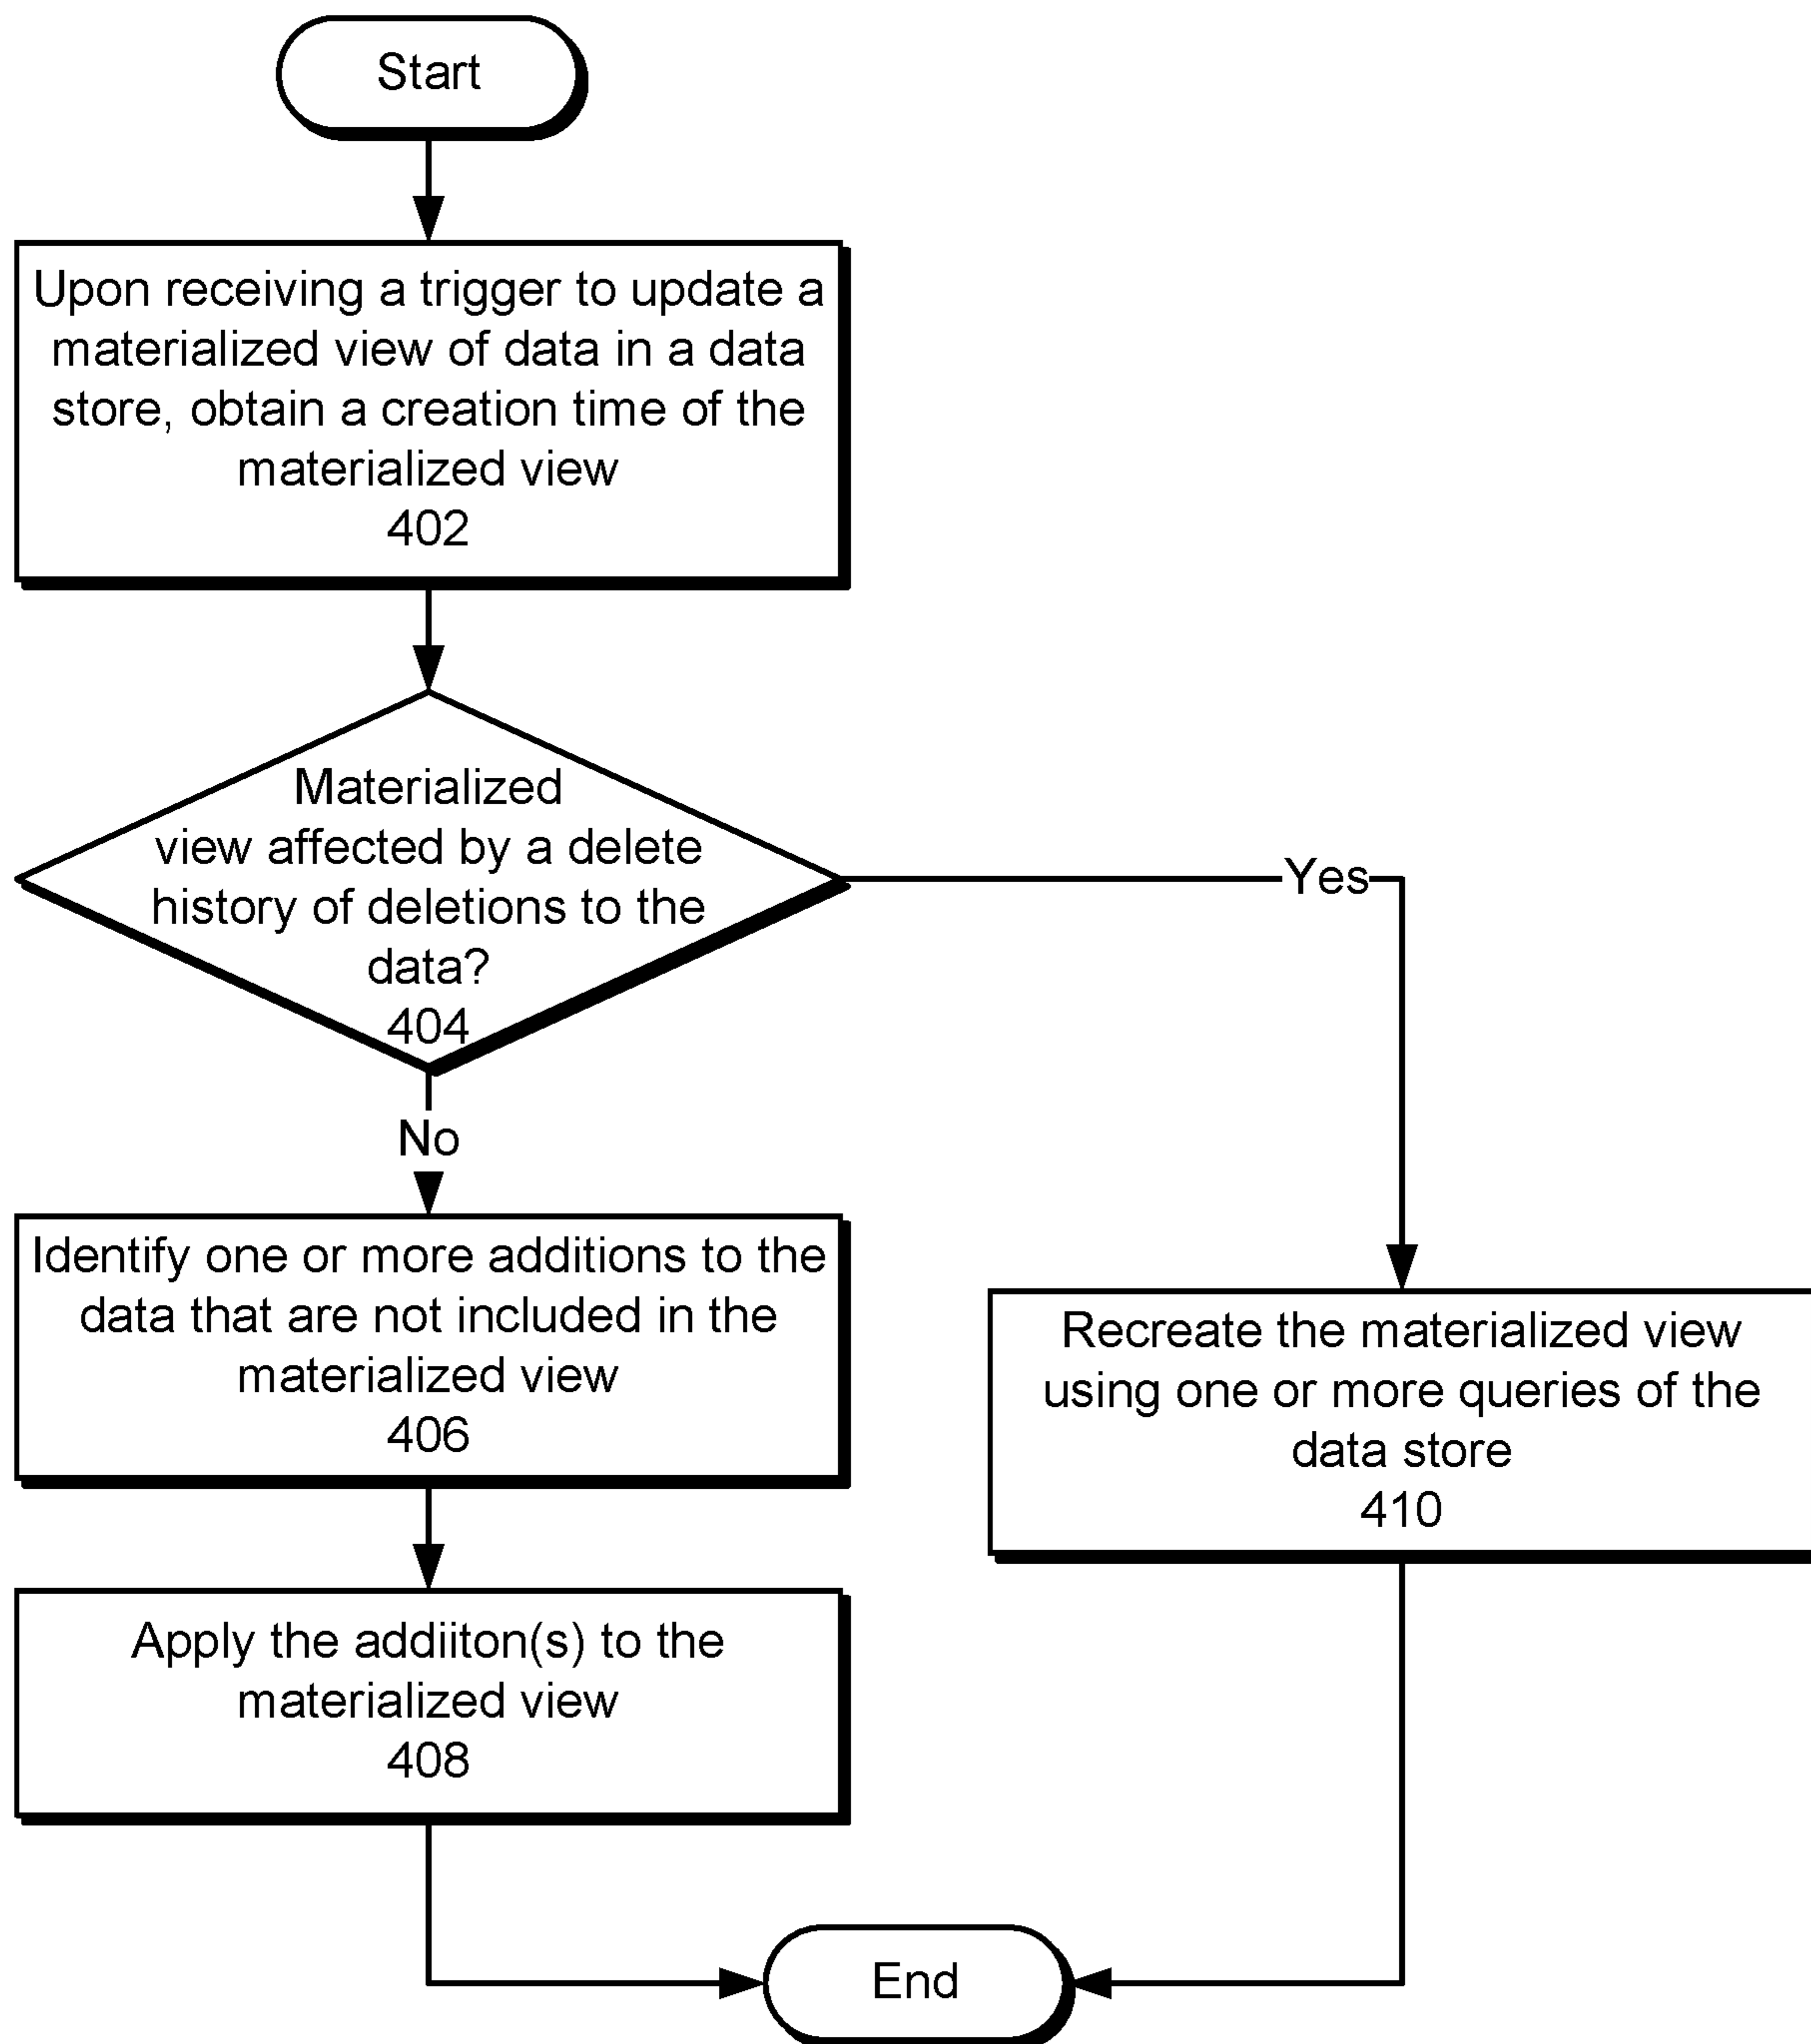 Start
Upon receiving a trigger to update a
materialized view of data in a data
store, obtain a creation time of the
materialized view
402
Materialized
view affected by a delete
history of deletions to the
data?
404
Yes
No
Identify one or more additions to the
data that are not included in the
materialized view
406
Recreate the materialized view
using one or more queries of the
data store
410
Apply the addiiton(s) to the
materialized view
408
End